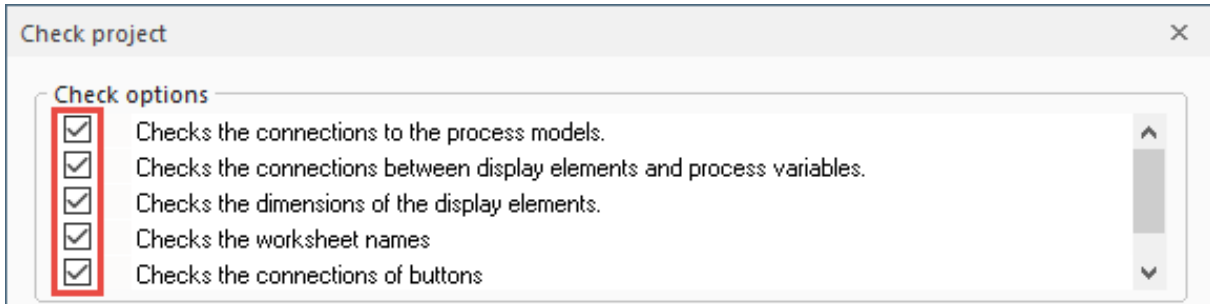 Check project
Check options
Checks the connections to the process models.
Checks the connections between display elements and process variables.
Checks the dimensions of the display elements.
Checks the worksheet names
Checks the connections of buttons